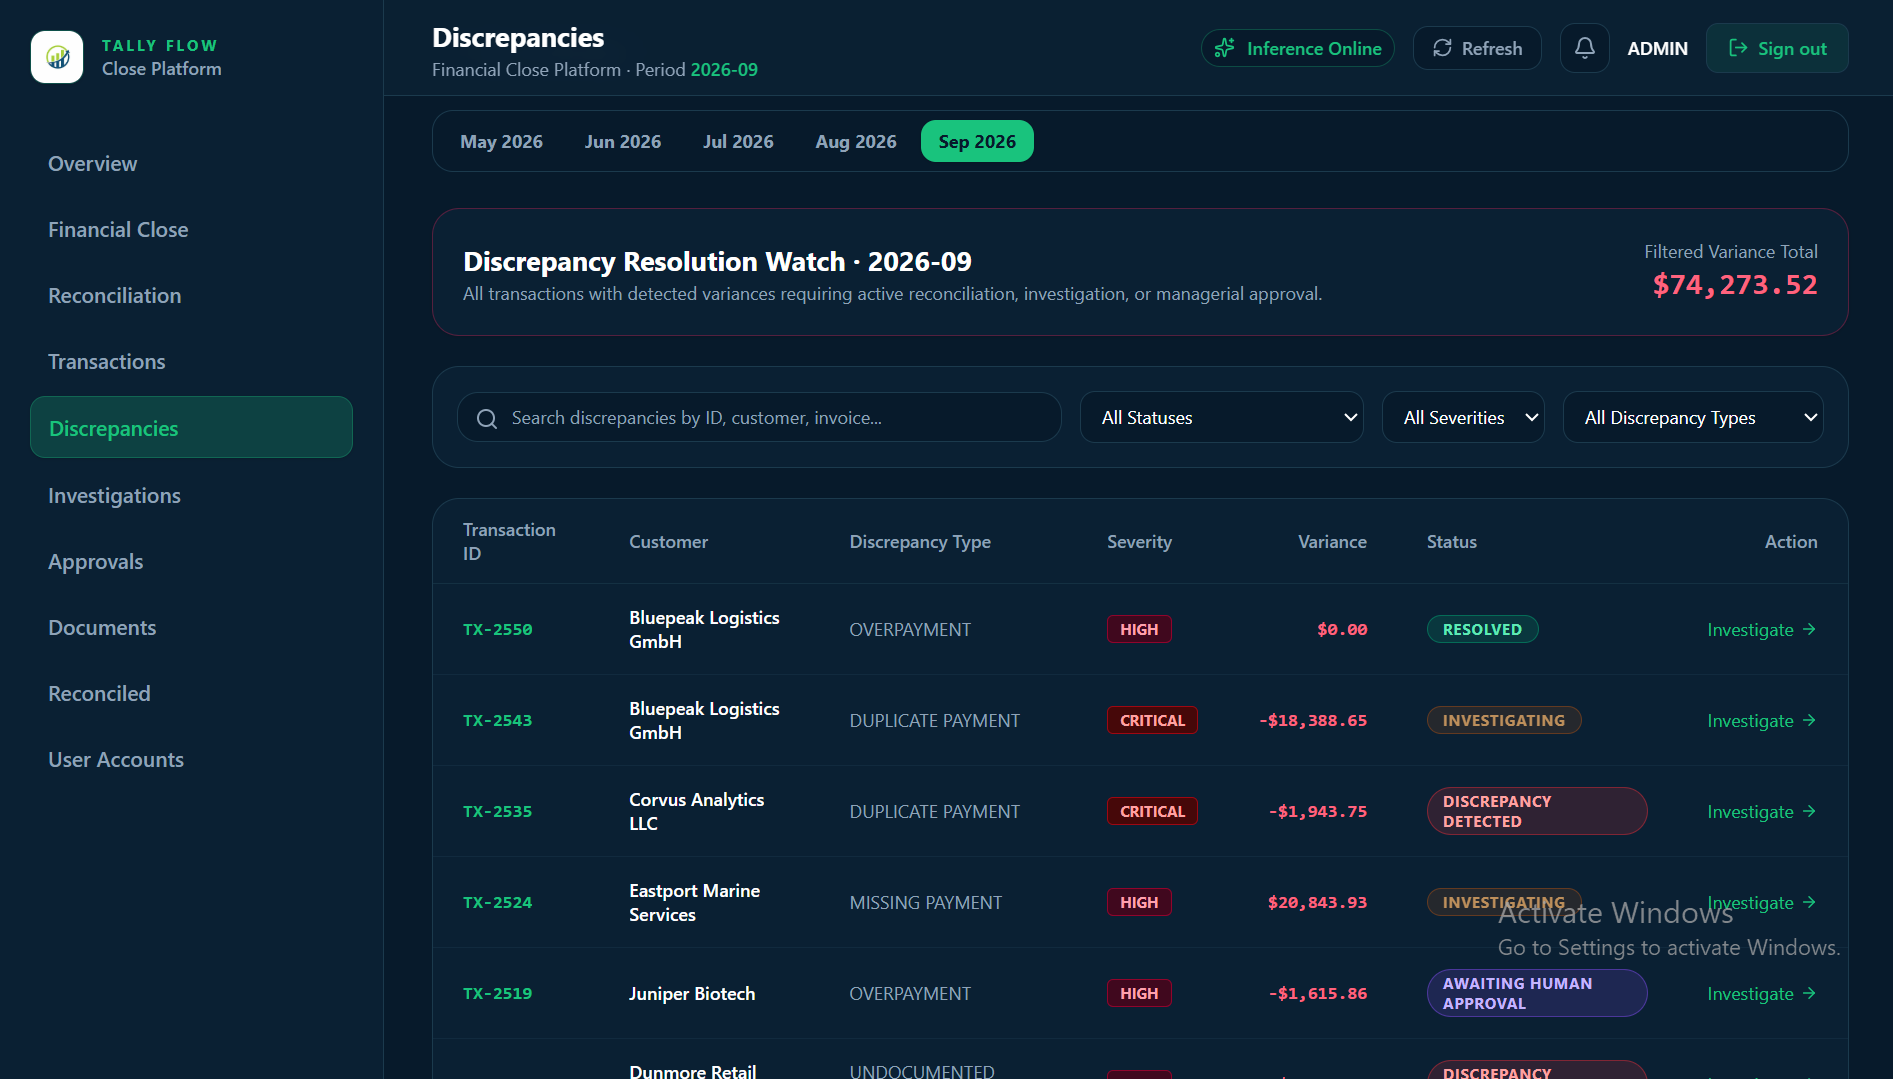 TALLY FLOW
Close Platform
Overview
Financial Close
Reconciliation
Transactions
Discrepancies
Investigations
Approvals
Documents
Reconciled
User Accounts
Discrepancies
Financial Close Platform · Period 2026-09
Inference Online
Refresh
ADMIN
Sign out
May 2026
Jun 2026
Jul 2026
Aug 2026
Sep 2026
Discrepancy Resolution Watch · 2026-09
All transactions with detected variances requiring active reconciliation, investigation, or managerial approval.
Filtered Variance Total
$74,273.52
Search discrepancies by ID, customer, invoice...
All Statuses
All Severities
All Discrepancy Types
Transaction
ID
Customer
Discrepancy Type
Severity
Variance
Status
Action
TX-2550
Bluepeak Logistics
GmbH
OVERPAYMENT
HIGH
$0.00
RESOLVED
Investigate →
TX-2543
Bluepeak Logistics
GmbH
DUPLICATE PAYMENT
CRITICAL
-$18,388.65
INVESTIGATING
Investigate →
TX-2535
Corvus Analytics
LLC
DUPLICATE PAYMENT
CRITICAL
-$1,943.75
DISCREPANCY
DETECTED
Investigate →
TX-2524
Eastport Marine
Services
MISSING PAYMENT
HIGH
$20,843.93
INVESTIGATING
Investigate →
Activate Windows
Go to Settings to activate Windows.
TX-2519
Juniper Biotech
OVERPAYMENT
HIGH
-$1,615.86
AWAITING HUMAN
APPROVAL
Investigate →
Dunmore Retail
UNDOCUMENTED
DISCREPANCY